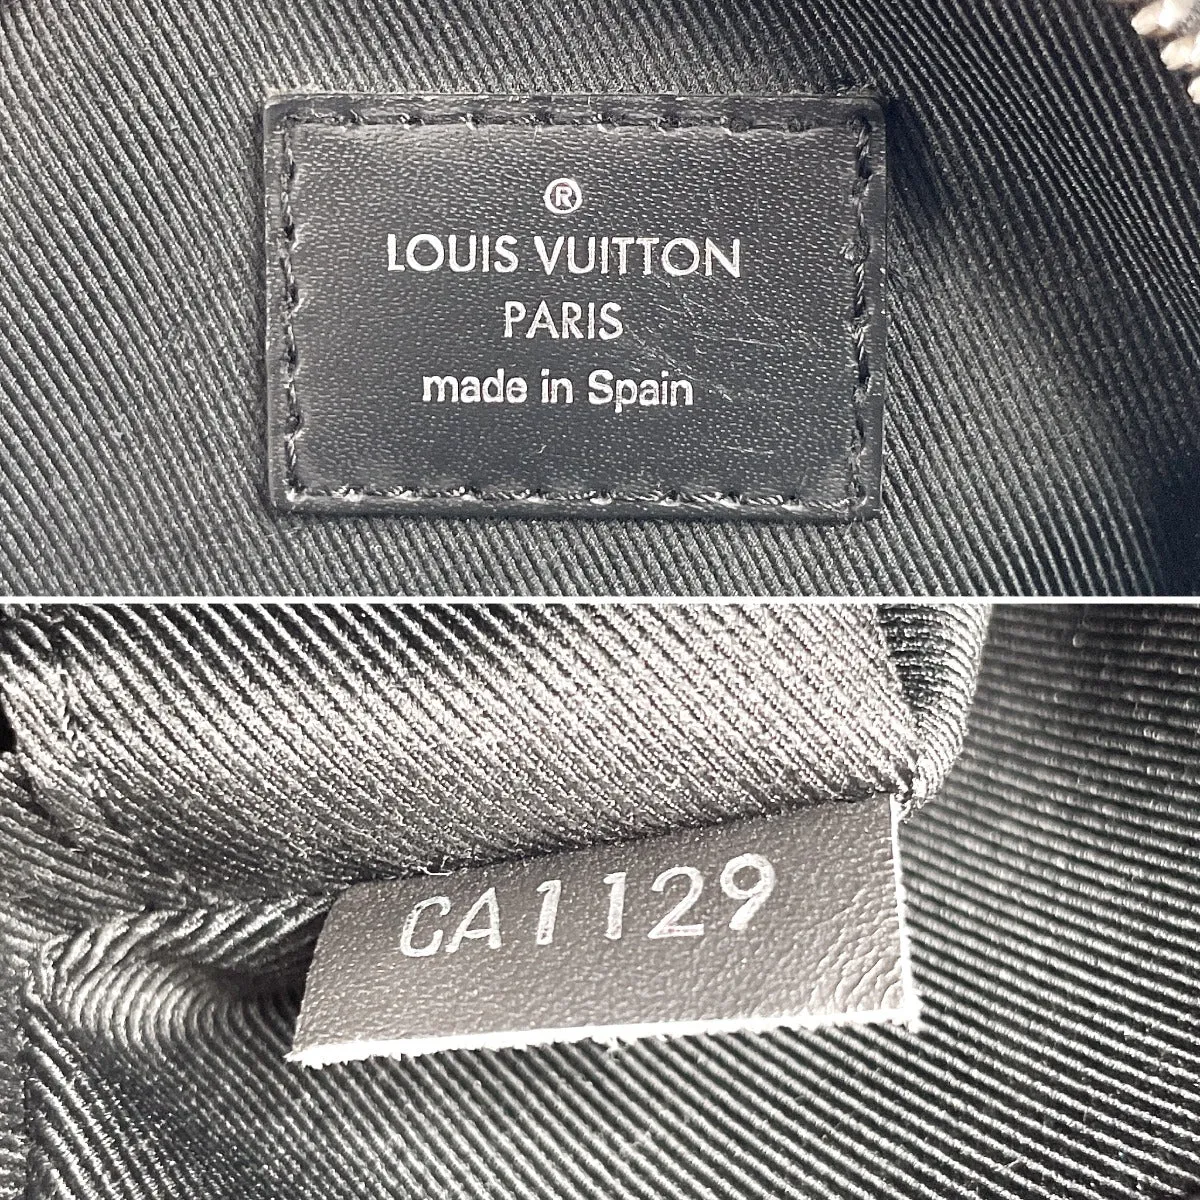 ®
LOUIS VUITTON
PARIS
made in Spain
CA1129